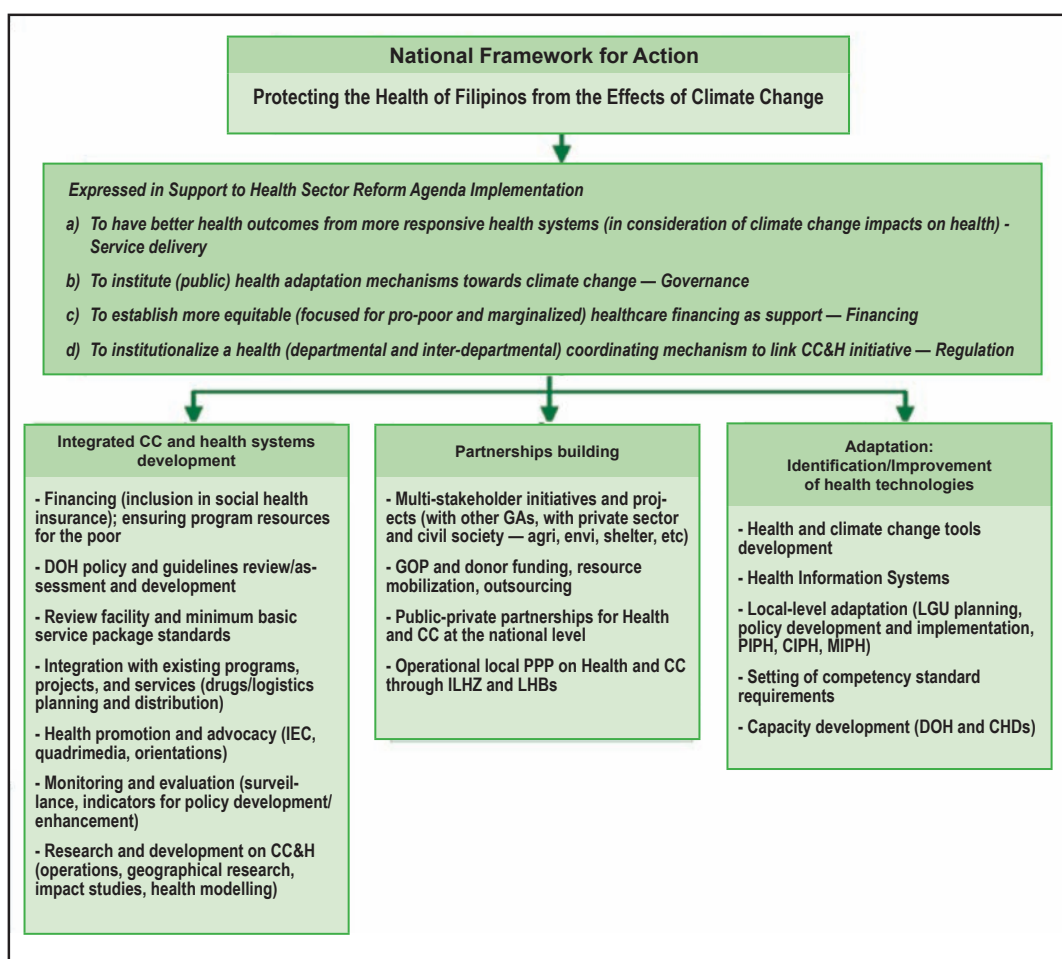 National Framework for Action
Protecting the Health of Filipinos from the Effects of Climate Change
Expressed in Support to Health Sector Reform Agenda Implementation
a) To have better health outcomes from more responsive health systems (in consideration of climate change impacts on health) -
Service delivery
b) To institute (public) health adaptation mechanisms towards climate change — Governance
c) To establish more equitable (focused for pro-poor and marginalized) healthcare financing as support — Financing
d) To institutionalize a health (departmental and inter-departmental) coordinating mechanism to link CC&H initiative — Regulation
Integrated CC and health systems
development
- Financing (inclusion in social health
insurance); ensuring program resources
for the poor
- DOH policy and guidelines review/as-
sessment and development
- Review facility and minimum basic
service package standards
- Integration with existing programs,
projects, and services (drugs/logistics
planning and distribution)
- Health promotion and advocacy (IEC,
quadrimedia, orientations)
- Monitoring and evaluation (surveil-
lance, indicators for policy development/
enhancement)
- Research and development on CC&H
(operations, geographical research,
impact studies, health modelling)
Partnerships building
- Multi-stakeholder initiatives and proj-
ects (with other GAs, with private sector
and civil society — agri, envi, shelter, etc)
- GOP and donor funding, resource
mobilization, outsourcing
- Public-private partnerships for Health
and CC at the national level
- Operational local PPP on Health and CC
through ILHZ and LHBs
Adaptation:
Identification/Improvement
of health technologies
- Health and climate change tools
development
- Health Information Systems
- Local-level adaptation (LGU planning,
policy development and implementation,
PIPH, CIPH, MIPH)
- Setting of competency standard
requirements
- Capacity development (DOH and CHDs)